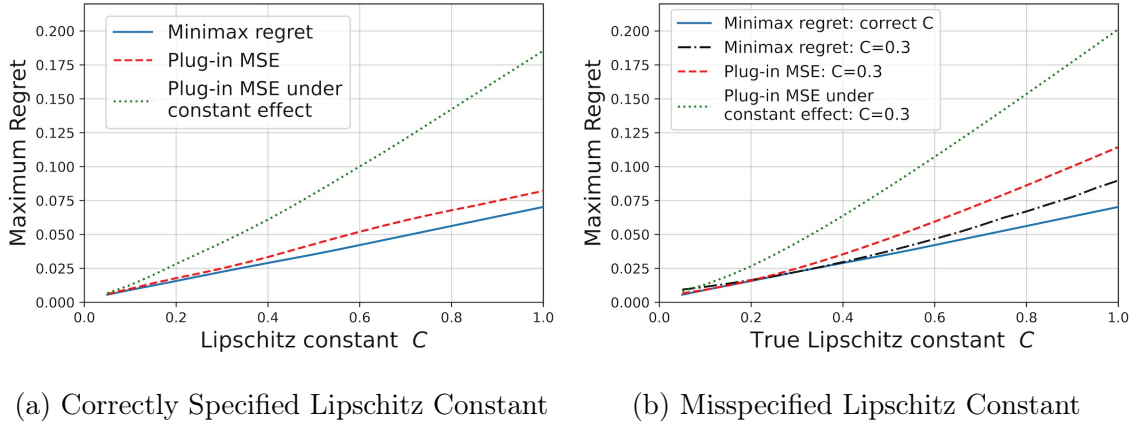 Maximum Regret
0.200
0.175
0.150
0.125
0.100
0.075
0.050
0.025
0.000
Minimax regret
Plug-in MSE
Plug-in MSE under
constant effect
0.0 0.2 0.4 0.6 0.8 1.0
Lipschitz constant C
(a) Correctly Specified Lipschitz Constant
Maximum Regret
0.200
0.175
0.150
0.125
0.100
0.075
0.050
0.025
0.000
Minimax regret: correct C
Minimax regret: C=0.3
Plug-in MSE: C=0.3
Plug-in MSE under
constant effect: C=0.3
0.0 0.2 0.4 0.6 0.8 1.0
True Lipschitz constant C
(b) Misspecified Lipschitz Constant